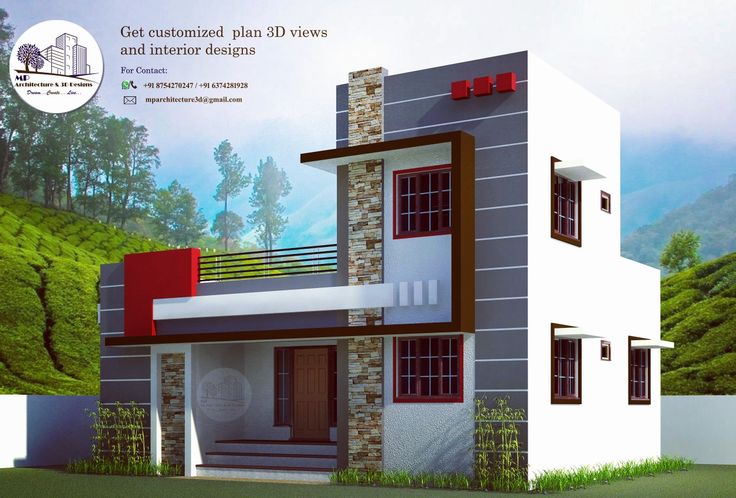 Get customized plan 3D views
and interior designs
For Contact:
+91 8754270247 / +91 6374281928
mparchitecture3d@gmail.com
MP
Architecture & 3D Designs
Dream...Create...Live...